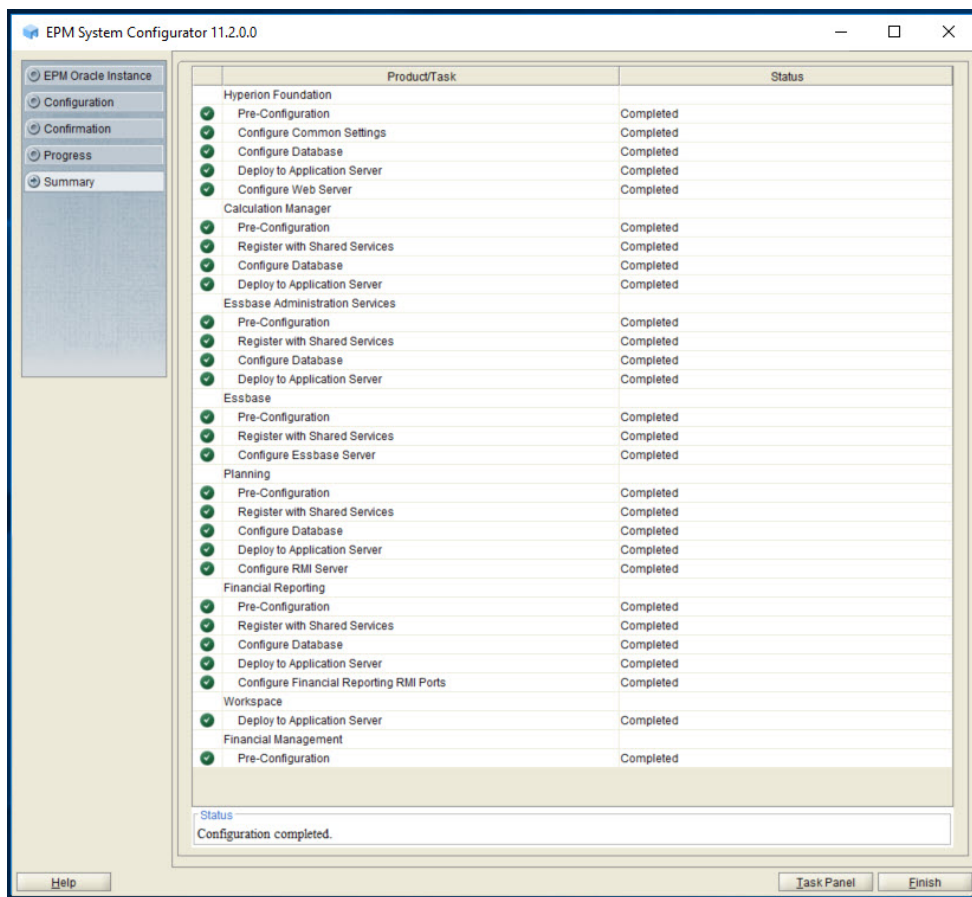 EPM System Configurator 11.2.0.0
EPM Oracle Instance
Configuration
Confirmation
Progress
Summary
Product/Task Status
Hyperion Foundation
Pre-Configuration Completed
Configure Common Settings Completed
Configure Database Completed
Deploy to Application Server Completed
Configure Web Server Completed
Calculation Manager
Pre-Configuration Completed
Register with Shared Services Completed
Configure Database Completed
Deploy to Application Server Completed
Essbase Administration Services
Pre-Configuration Completed
Register with Shared Services Completed
Configure Database Completed
Deploy to Application Server Completed
Essbase
Pre-Configuration Completed
Register with Shared Services Completed
Configure Essbase Server Completed
Planning
Pre-Configuration Completed
Register with Shared Services Completed
Configure Database Completed
Deploy to Application Server Completed
Configure RMI Server Completed
Financial Reporting
Pre-Configuration Completed
Register with Shared Services Completed
Configure Database Completed
Deploy to Application Server Completed
Configure Financial Reporting RMI Ports Completed
Workspace
Deploy to Application Server Completed
Financial Management
Pre-Configuration Completed
Status
Configuration completed.
Help Task Panel Finish